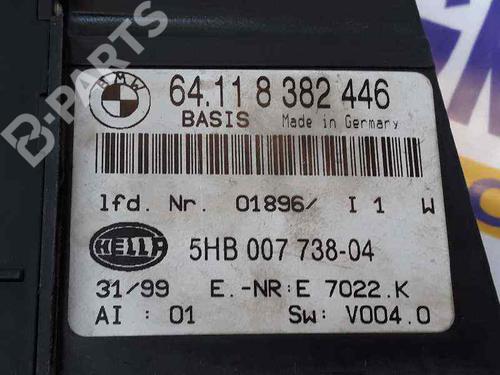 BMW
64.11 8 382 446
BASIS Made in Germany
lfd. Nr. 01896/ I 1 W
HELLA
5HB 007 738-04
31/99 E.-NR:E 7022.K
AI : 01 Sw: V004.0
B-PARTS